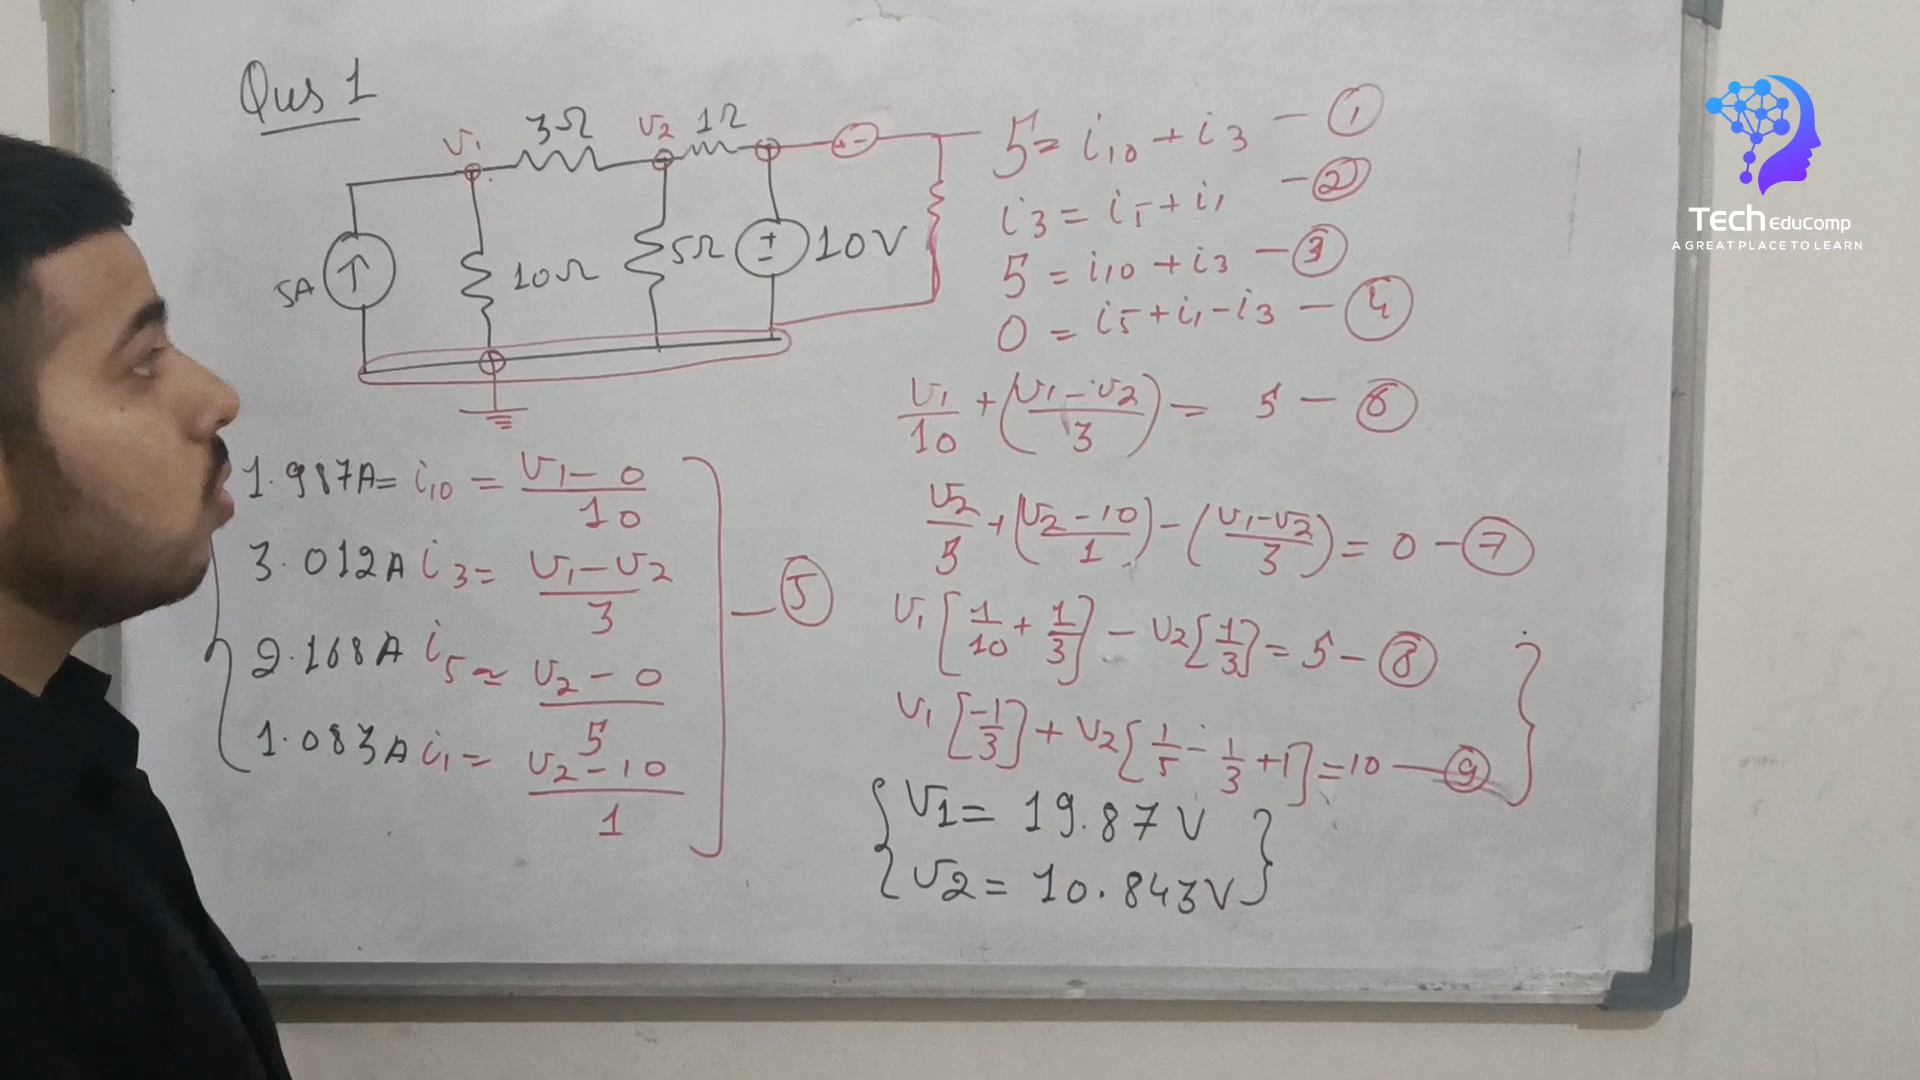 Qus 1
V1 3Ω V2 1Ω
5A 10Ω 5Ω 10V
+ -
+
-
5 = i10 + i3 - ①
i3 = i5 + i1 - ②
5 = i10 + i3 - ③
0 = i5 + i1 - i3 - ④
V1/10 + (V1 - V2/3) = 5 - ⑥
V2/5 + (V2 - 10/1) - (V1 - V2/3) = 0 - ⑦
V1 [1/10 + 1/3] - V2 [1/3] = 5 - ⑧
V1 [-1/3] + V2 [1/5 - 1/3 + 1] = 10 - ⑨
{ V1 = 19.87 V }
{ V2 = 10.843 V }
1.987A = i10 = V1 - 0/10
3.012A i3 = V1 - V2/3
2.168A i5 = V2 - 0/5
1.083A i1 = V2 - 10/1
- ⑤
Tech EduComp
A GREAT PLACE TO LEARN